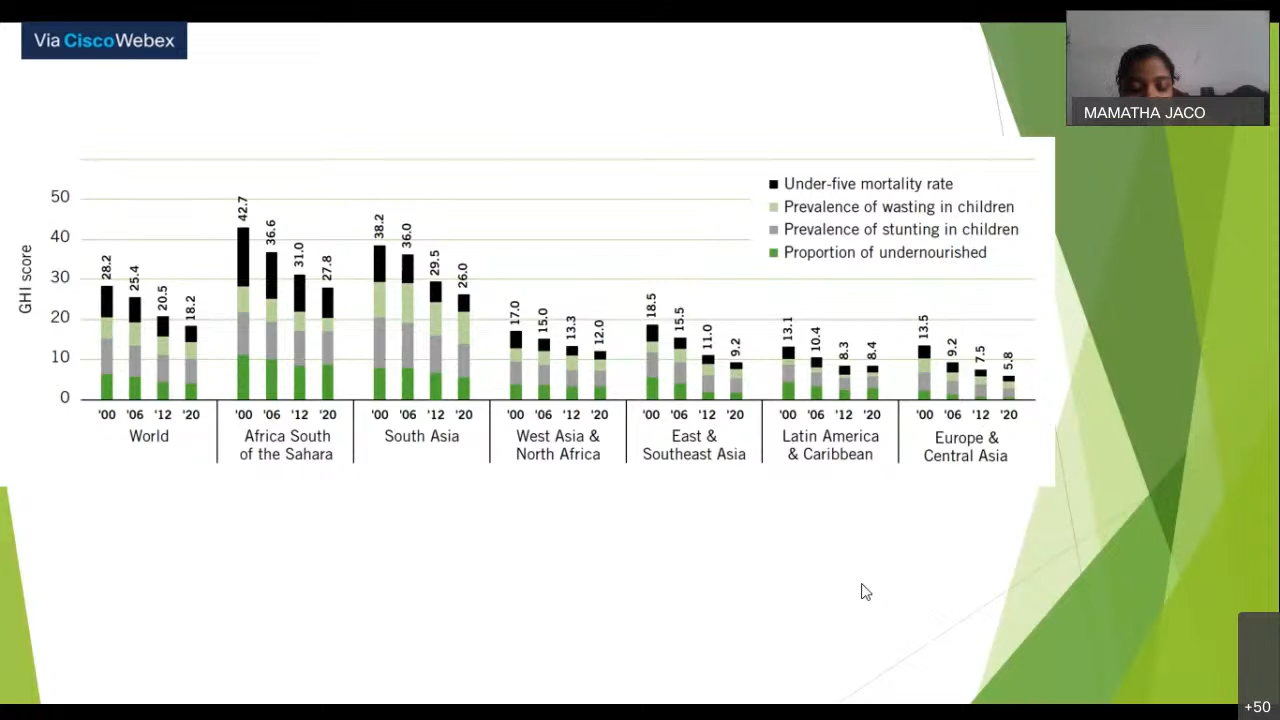 Via CiscoWebex
MAMATHA JACO
GHI score
50
40
30
20
10
0
Under-five mortality rate
Prevalence of wasting in children
Prevalence of stunting in children
Proportion of undernourished
28.2 25.4 20.5 18.2
42.7 36.6 31.0 27.8
38.2 36.0 29.5 26.0
17.0 15.0 13.3 12.0
18.5 15.5 11.0 9.2
13.1 10.4 8.3 8.4
13.5 9.2 7.5 5.8
'00 '06 '12 '20
World
'00 '06 '12 '20
Africa South
of the Sahara
'00 '06 '12 '20
South Asia
'00 '06 '12 '20
West Asia &
North Africa
'00 '06 '12 '20
East &
Southeast Asia
'00 '06 '12 '20
Latin America
& Caribbean
'00 '06 '12 '20
Europe &
Central Asia
+50